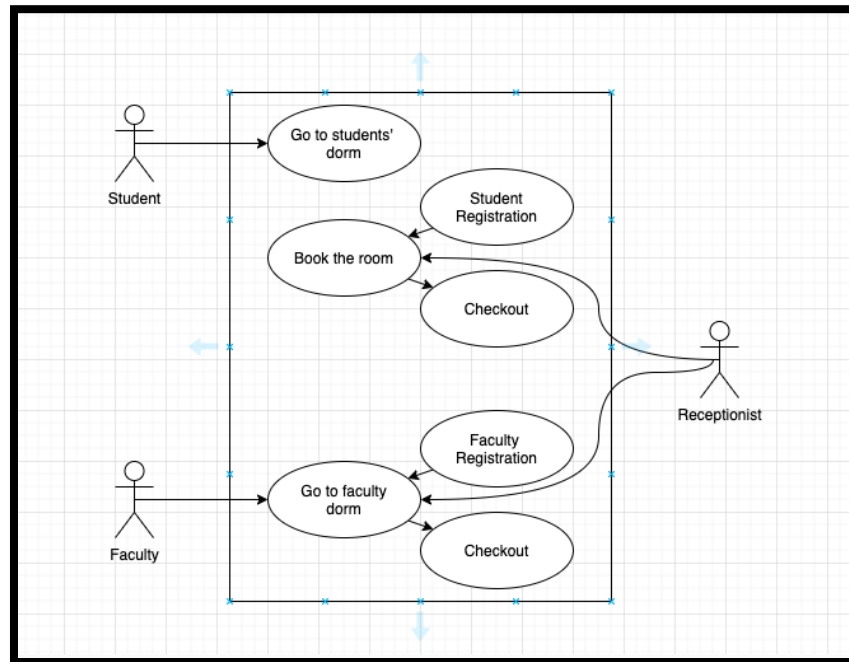 Go to students'
dorm
Student
Student
Registration
Book the room
Checkout
Receptionist
Faculty
Registration
Go to faculty
dorm
Checkout
Faculty